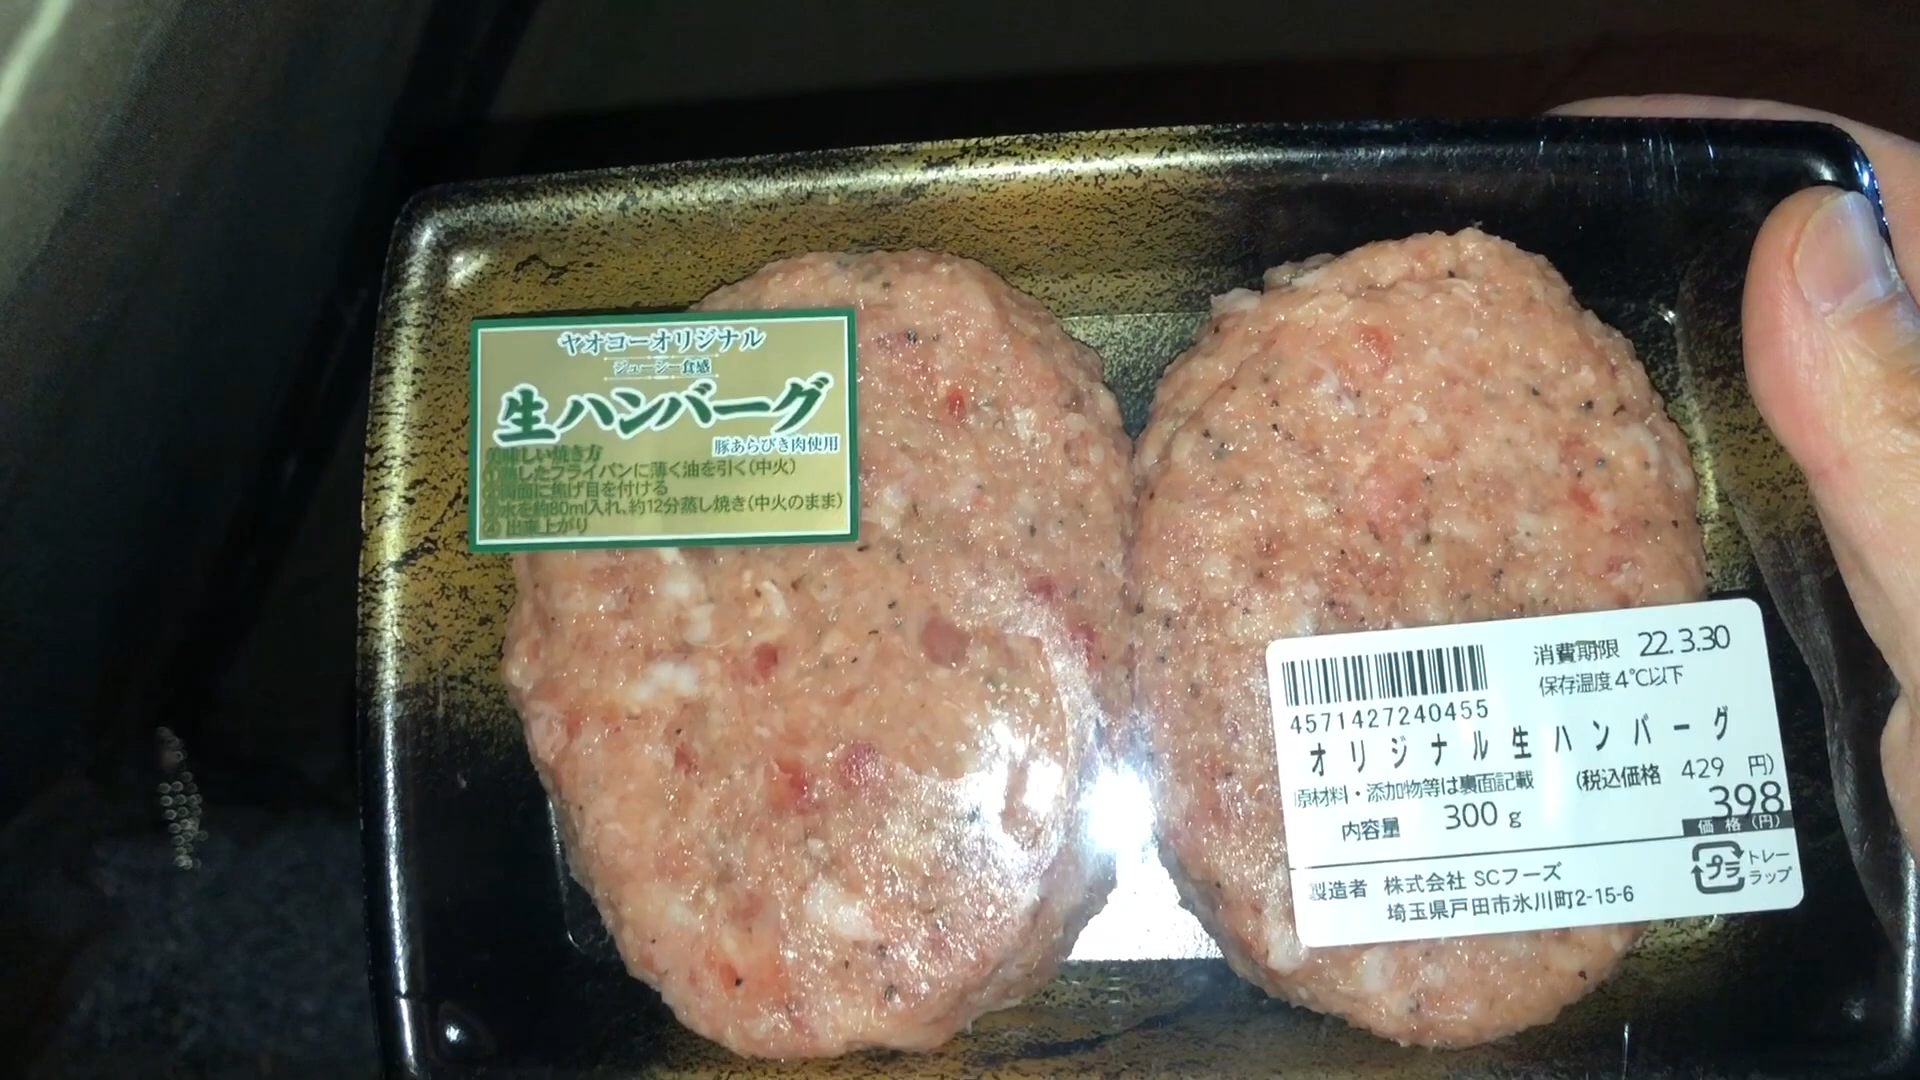 ヤオコーオリジナル
ジューシー食感
生ハンバーグ
豚あらびき肉使用
美味しい焼き方
①熱したフライパンに薄く油を引く(中火)
②両面に焦げ目を付ける
③水を約80ml入れ、約12分蒸し焼き(中火のまま)
④ 出来上がり
消費期限 22.3.30
保存温度4℃以下
4571427240455
オリジナル生ハンバーグ
(税込価格 429 円)
原材料・添加物等は裏面記載
398
内容量 300 g
価格(円)
プラ
トレー
ラップ
製造者 株式会社 SCフーズ
埼玉県戸田市氷川町2-15-6